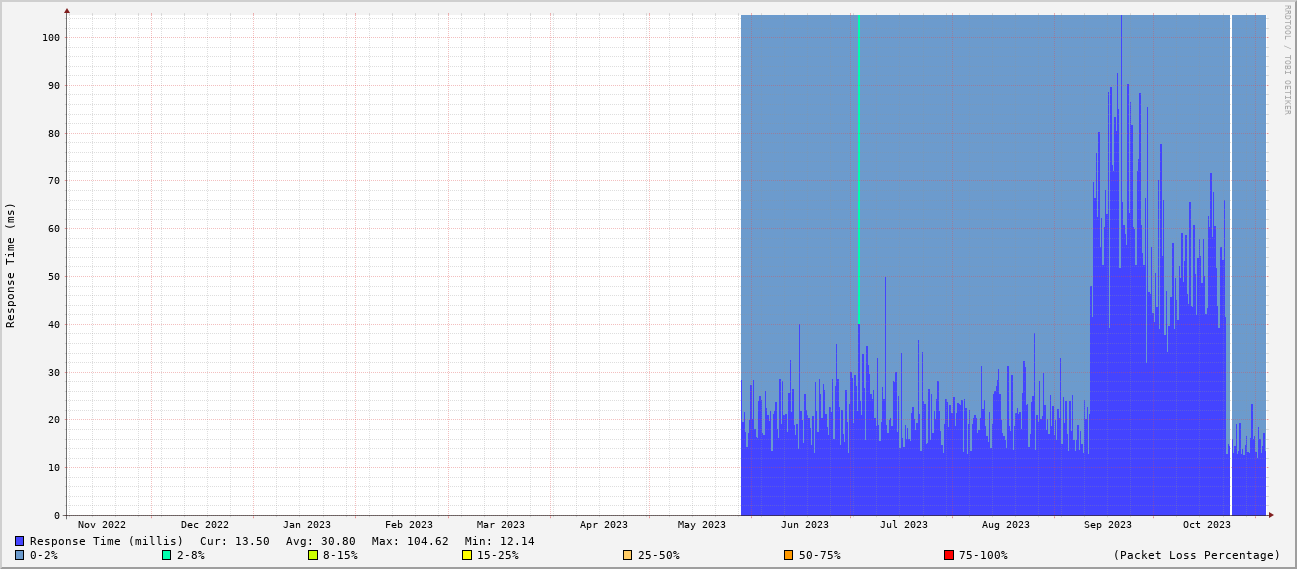 RRDTOOL / TOBI OETIKER
Response Time (ms)
100
90
80
70
60
50
40
30
20
10
0
Nov 2022 Dec 2022 Jan 2023 Feb 2023 Mar 2023 Apr 2023 May 2023 Jun 2023 Jul 2023 Aug 2023 Sep 2023 Oct 2023
Response Time (millis) Cur: 13.50 Avg: 30.80 Max: 104.62 Min: 12.14
0-2% 2-8% 8-15% 15-25% 25-50% 50-75% 75-100% (Packet Loss Percentage)